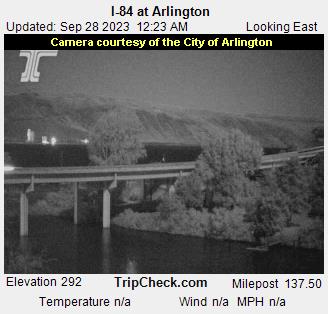 I-84 at Arlington
Updated: Sep 28 2023 12:23 AM Looking East
Camera courtesy of the City of Arlington
Elevation 292 TripCheck.com Milepost 137.50
Temperature n/a Wind n/a MPH n/a